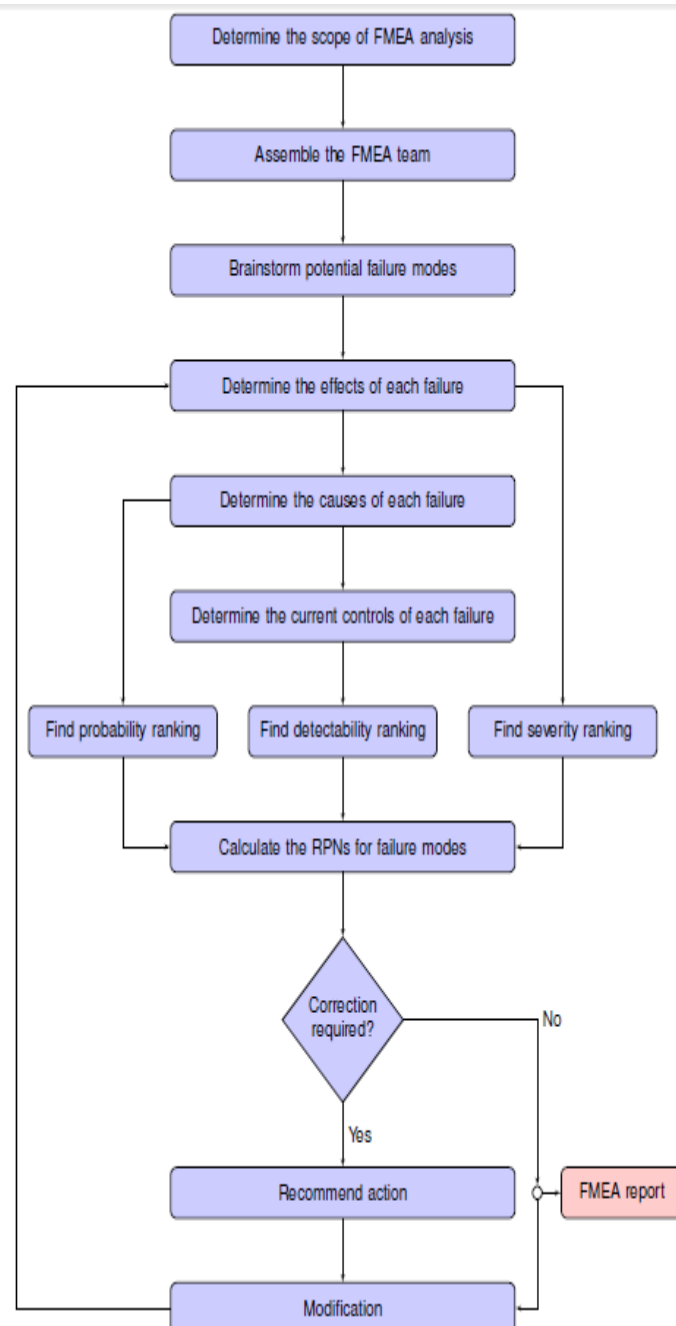 Determine the scope of FMEA analysis
Assemble the FMEA team
Brainstorm potential failure modes
Determine the effects of each failure
Determine the causes of each failure
Determine the current controls of each failure
Find probability ranking
Find detectability ranking
Find severity ranking
Calculate the RPNs for failure modes
Correction
required?
No
Yes
Recommend action
FMEA report
Modification